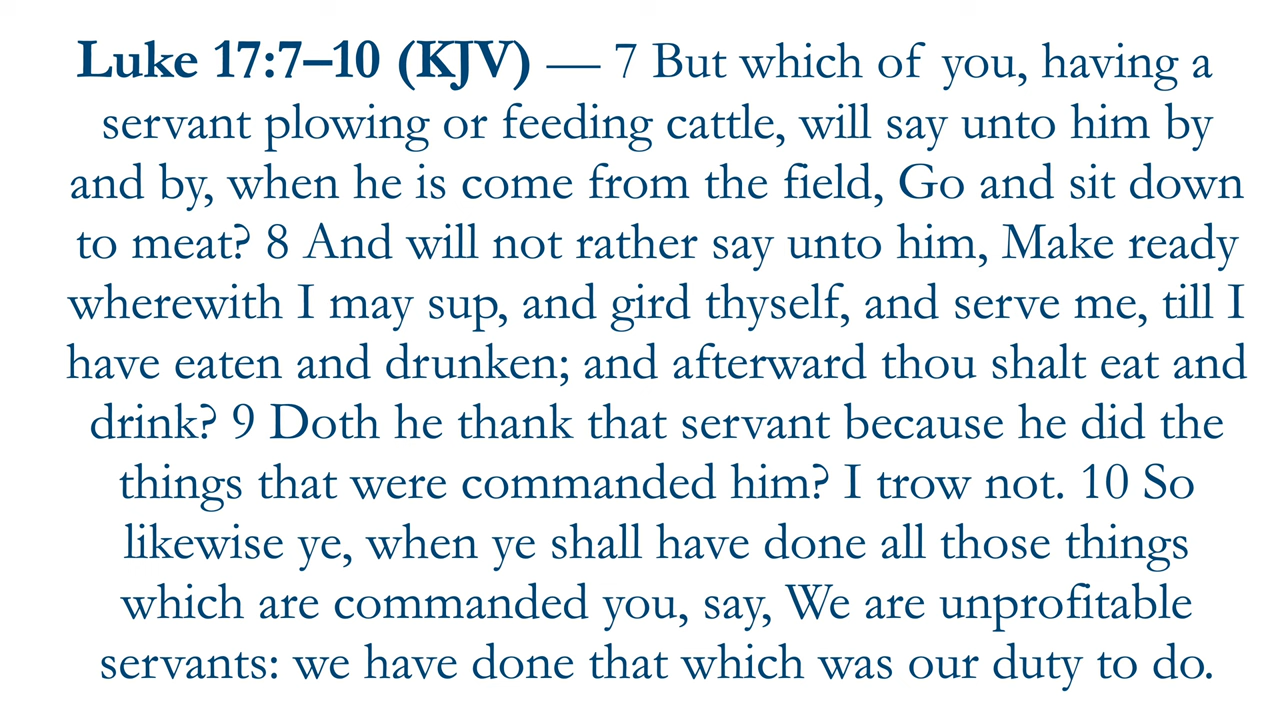 Luke 17:7–10 (KJV) — 7 But which of you, having a
servant plowing or feeding cattle, will say unto him by
and by, when he is come from the field, Go and sit down
to meat? 8 And will not rather say unto him, Make ready
wherewith I may sup, and gird thyself, and serve me, till I
have eaten and drunken; and afterward thou shalt eat and
drink? 9 Doth he thank that servant because he did the
things that were commanded him? I trow not. 10 So
likewise ye, when ye shall have done all those things
which are commanded you, say, We are unprofitable
servants: we have done that which was our duty to do.